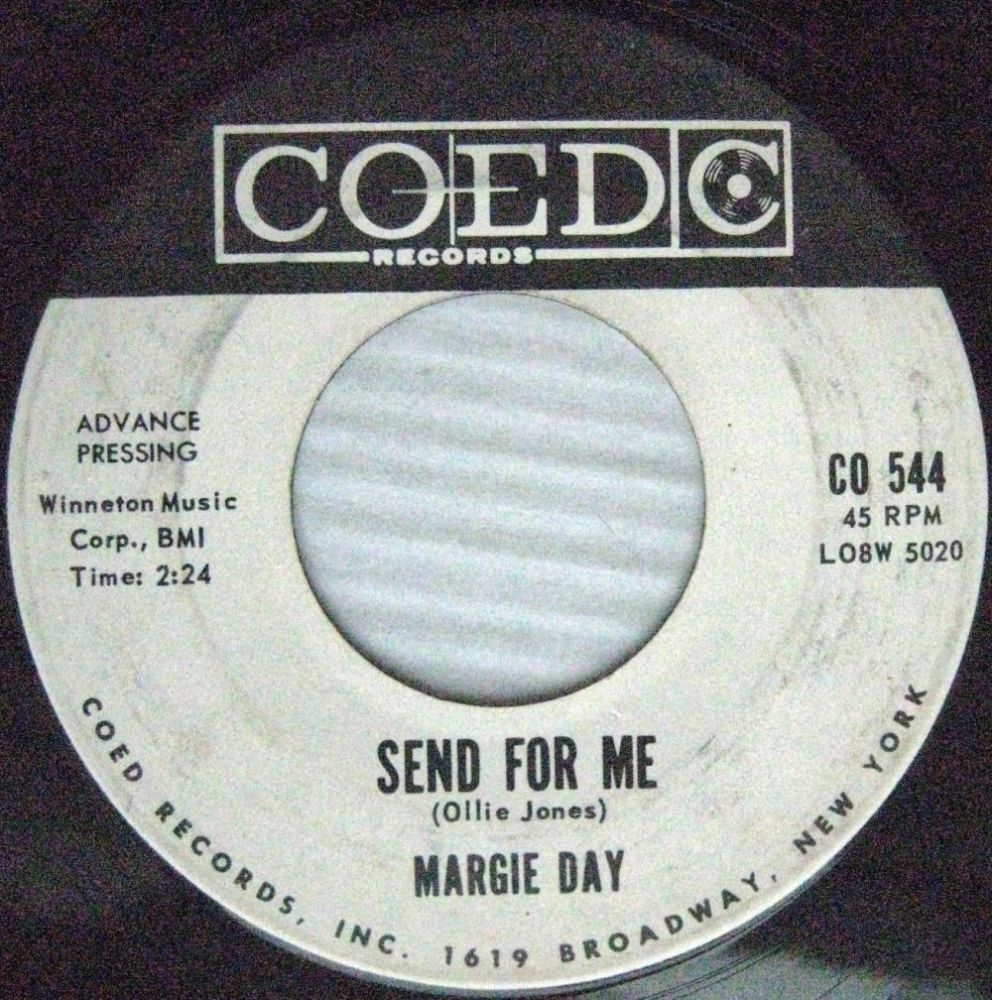 COED C
RECORDS
ADVANCE
PRESSING
Winneton Music
Corp., BMI
Time: 2:24
CO 544
45 RPM
LO8W 5020
SEND FOR ME
(Ollie Jones)
MARGIE DAY
COED RECORDS, INC. 1619 BROADWAY, NEW YORK